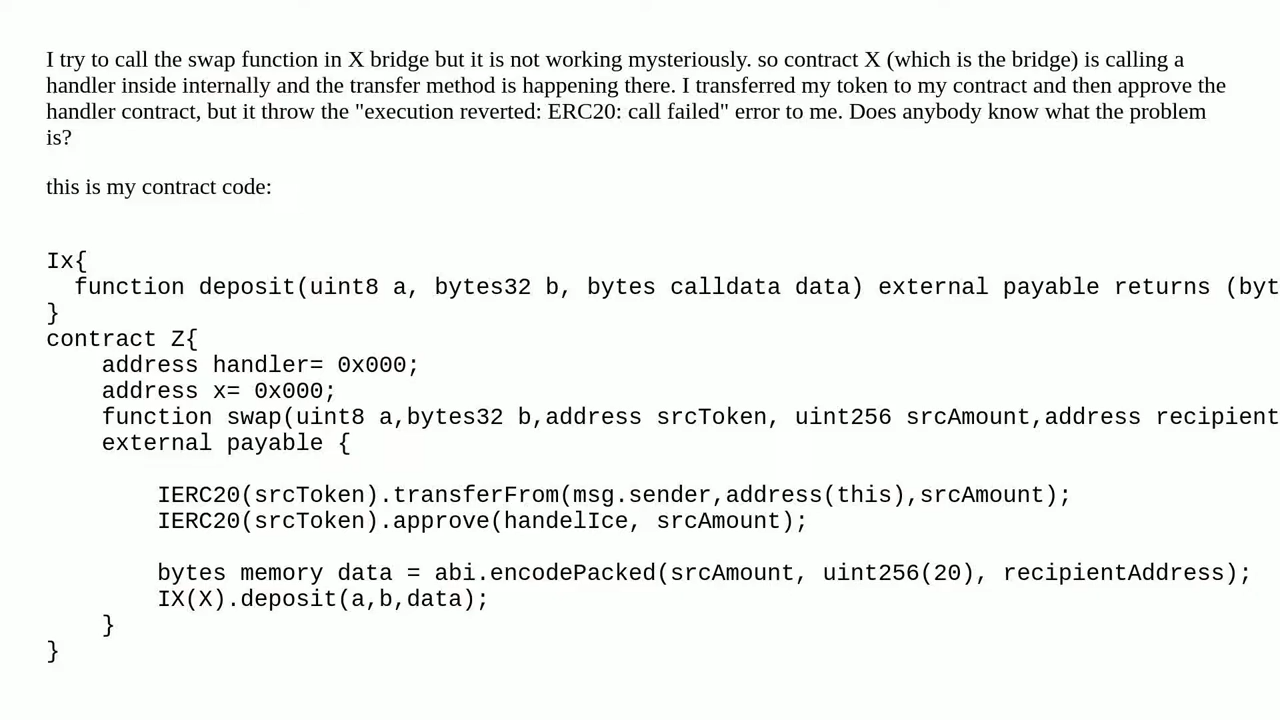 I try to call the swap function in X bridge but it is not working mysteriously. so contract X (which is the bridge) is calling a
handler inside internally and the transfer method is happening there. I transferred my token to my contract and then approve the
handler contract, but it throw the "execution reverted: ERC20: call failed" error to me. Does anybody know what the problem
is?
this is my contract code:
Ix{
  function deposit(uint8 a, bytes32 b, bytes calldata data) external payable returns (byt
}
contract Z{
    address handler= 0x000;
    address x= 0x000;
    function swap(uint8 a,bytes32 b,address srcToken, uint256 srcAmount,address recipient
    external payable {
        IERC20(srcToken).transferFrom(msg.sender,address(this),srcAmount);
        IERC20(srcToken).approve(handelIce, srcAmount);
        bytes memory data = abi.encodePacked(srcAmount, uint256(20), recipientAddress);
        IX(X).deposit(a,b,data);
    }
}